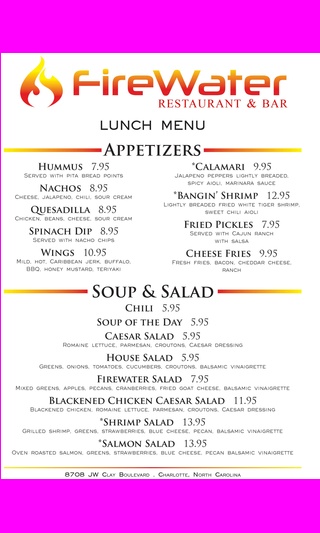 FireWater
RESTAURANT & BAR
LUNCH MENU
APPETIZERS
HUMMUS 7.95
SERVED WITH PITA BREAD POINTS
NACHOS 8.95
CHEESE, JALAPENO, CHILI, SOUR CREAM
QUESADILLA 8.95
CHICKEN, BEANS, CHEESE, SOUR CREAM
SPINACH DIP 8.95
SERVED WITH NACHO CHIPS
WINGS 10.95
MILD, HOT, CARIBBEAN JERK, BUFFALO,
BBQ, HONEY MUSTARD, TERIYAKI
*CALAMARI 9.95
JALAPENO PEPPERS LIGHTLY BREADED,
SPICY AIOLI, MARINARA SAUCE
*BANGIN' SHRIMP 12.95
LIGHTLY BREADED FRIED WHITE TIGER SHRIMP,
SWEET CHILI AIOLI
FRIED PICKLES 7.95
SERVED WITH CAJUN RANCH
WITH SALSA
CHEESE FRIES 9.95
FRESH FRIES, BACON, CHEDDAR CHEESE,
RANCH
SOUP & SALAD
CHILI 5.95
SOUP OF THE DAY 5.95
CAESAR SALAD 5.95
ROMAINE LETTUCE, PARMESAN, CROUTONS, CAESAR DRESSING
HOUSE SALAD 5.95
GREENS, ONIONS, TOMATOES, CUCUMBERS, CROUTONS, BALSAMIC VINAIGRETTE
FIREWATER SALAD 7.95
MIXED GREENS, APPLES, PECANS, CRANBERRIES, FRIED GOAT CHEESE, BALSAMIC VINAIGRETTE
BLACKENED CHICKEN CAESAR SALAD 11.95
BLACKENED CHICKEN, ROMAINE LETTUCE, PARMESAN, CROUTONS, CAESAR DRESSING
*SHRIMP SALAD 13.95
GRILLED SHRIMP, GREENS, STRAWBERRIES, BLUE CHEESE, PECAN, BALSAMIC VINAIGRETTE
*SALMON SALAD 13.95
OVEN ROASTED SALMON, GREENS, STRAWBERRIES, BLUE CHEESE, PECAN BALSAMIC VINAIGRETTE
8708 JW CLAY BOULEVARD , CHARLOTTE, NORTH CAROLINA